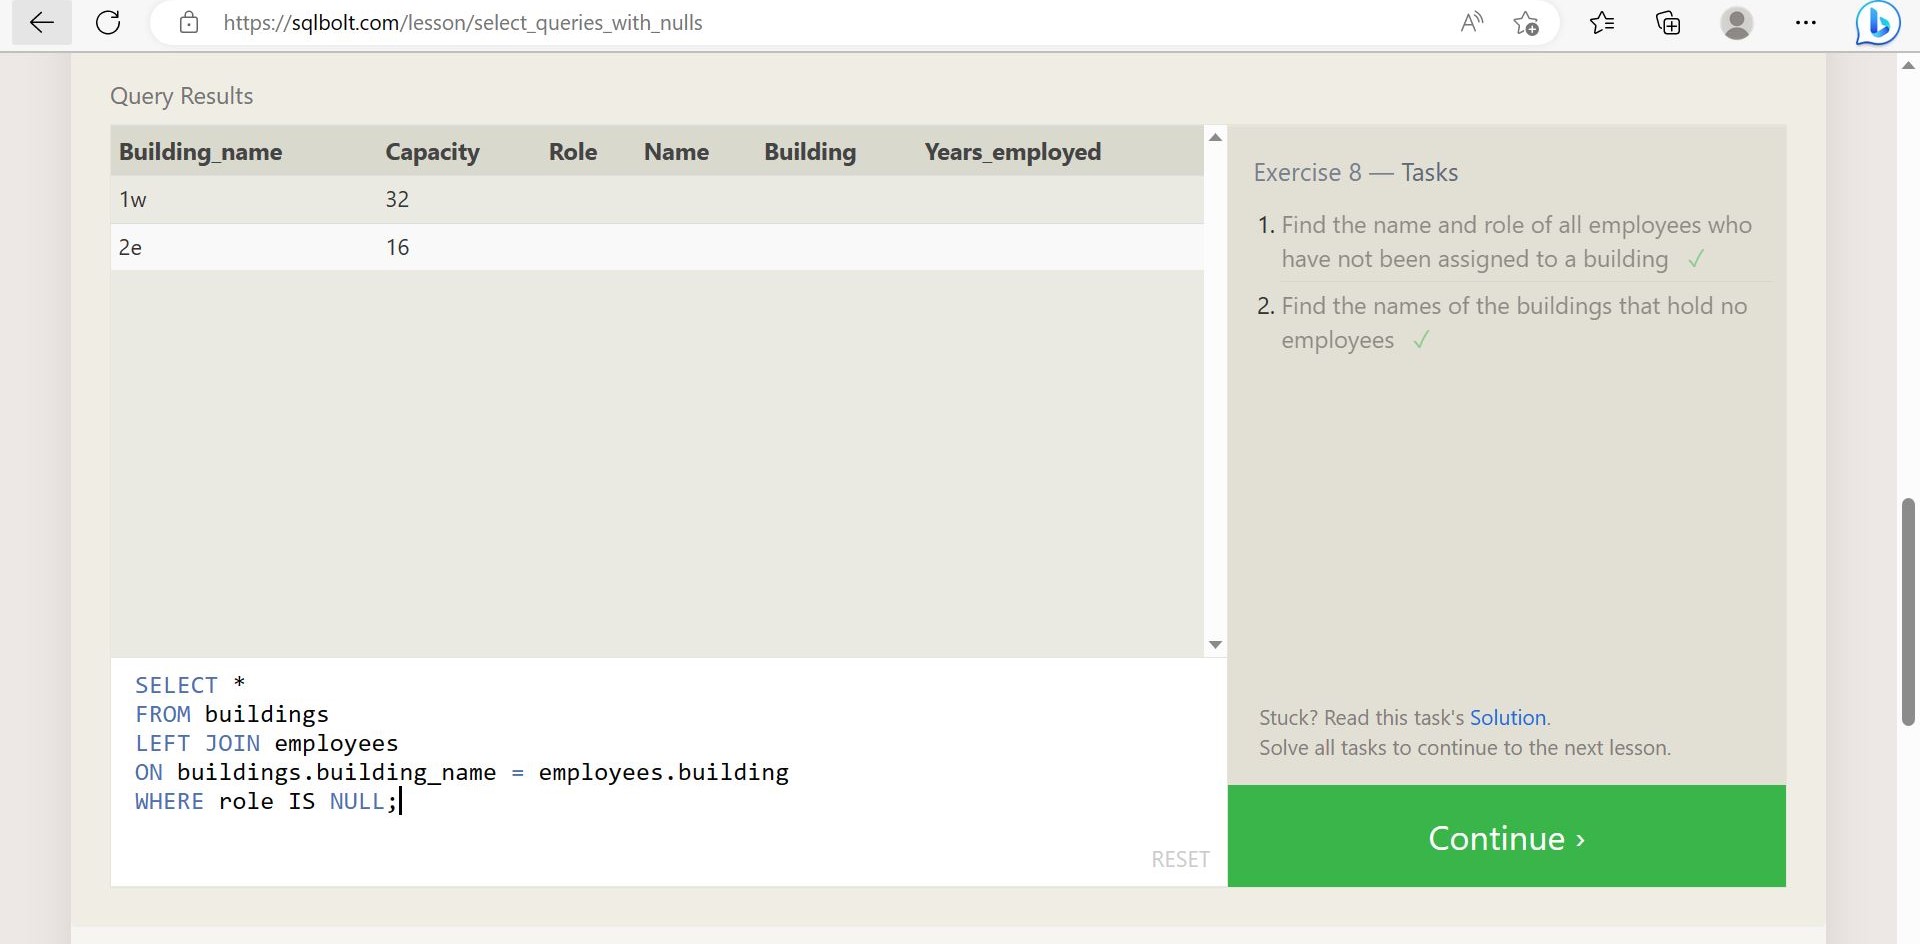 https://sqlbolt.com/lesson/select_queries_with_nulls
Query Results
Building_name Capacity Role Name Building Years_employed
1w 32
2e 16
SELECT *
FROM buildings
LEFT JOIN employees
ON buildings.building_name = employees.building
WHERE role IS NULL;
RESET
Exercise 8 — Tasks
1. Find the name and role of all employees who
have not been assigned to a building ✓
2. Find the names of the buildings that hold no
employees ✓
Stuck? Read this task's Solution.
Solve all tasks to continue to the next lesson.
Continue ›